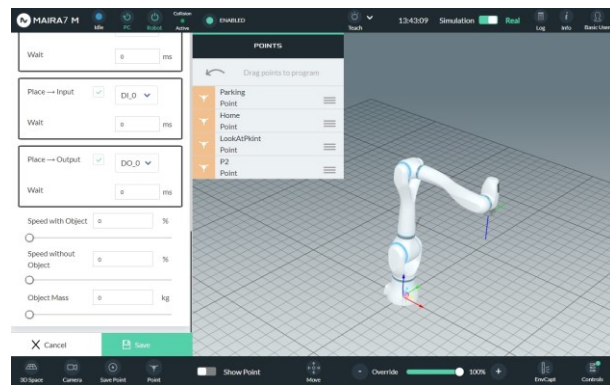 MAIRA7 M
Idle
PC
Robot
Collision
Active
ENABLED
Teach
13:43:09
Simulation
Real
Log
Info
Basic User
Wait
0
ms
Place → Input
DI_0
Wait
0
ms
Place → Output
DO_0
Wait
0
ms
Speed with Object
0
%
Speed without
Object
0
%
Object Mass
0
kg
X Cancel
Save
POINTS
Drag points to program
Parking
Point
Home
Point
LookAtPkint
Point
P2
Point
3D Space
Camera
Save Point
Point
Show Point
Move
- Override
100% +
EnvCapt
Controls